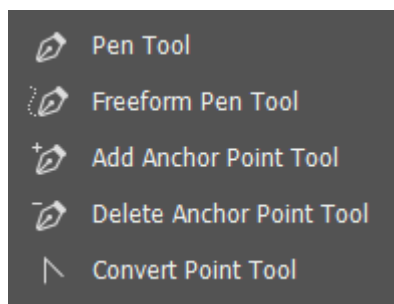 Pen Tool
Freeform Pen Tool
Add Anchor Point Tool
Delete Anchor Point Tool
Convert Point Tool